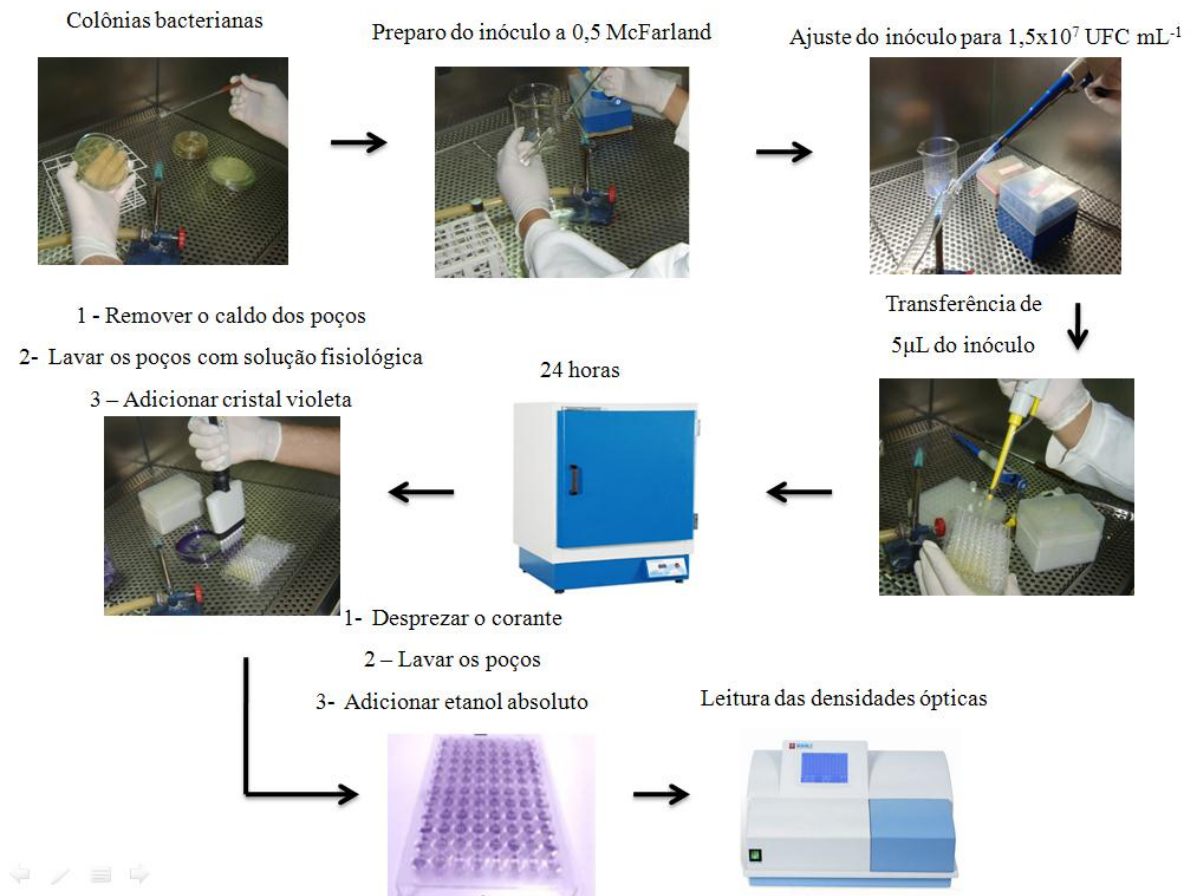 Colônias bacterianas
Preparo do inóculo a 0,5 McFarland
Ajuste do inóculo para 1,5x10⁷ UFC mL⁻¹
Transferência de
5µL do inóculo
24 horas
1 - Remover o caldo dos poços
2- Lavar os poços com solução fisiológica
3 – Adicionar cristal violeta
1- Desprezar o corante
2 – Lavar os poços
3- Adicionar etanol absoluto
Leitura das densidades ópticas